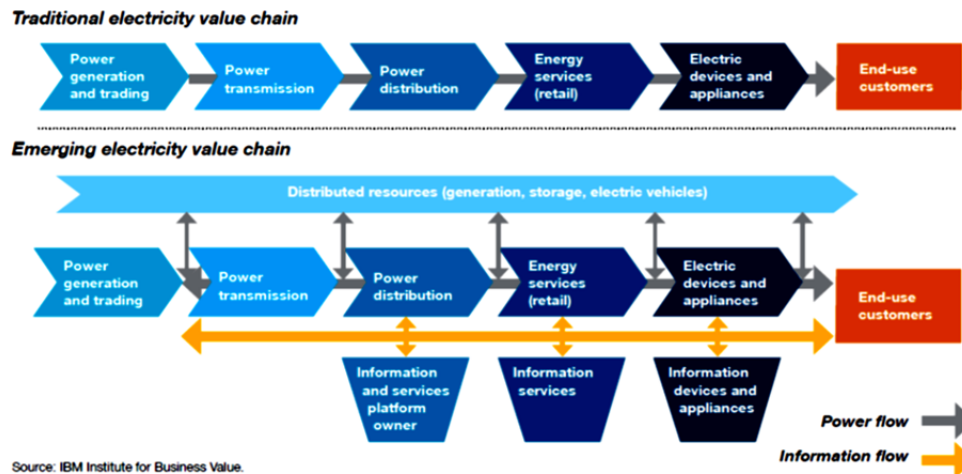 Traditional electricity value chain
Power
generation
and trading
Power
transmission
Power
distribution
Energy
services
(retail)
Electric
devices and
appliances
End-use
customers
Emerging electricity value chain
Distributed resources (generation, storage, electric vehicles)
Power
generation
and trading
Power
transmission
Power
distribution
Energy
services
(retail)
Electric
devices and
appliances
End-use
customers
Information
and services
platform
owner
Information
services
Information
devices and
appliances
Power flow
Information flow
Source: IBM Institute for Business Value.